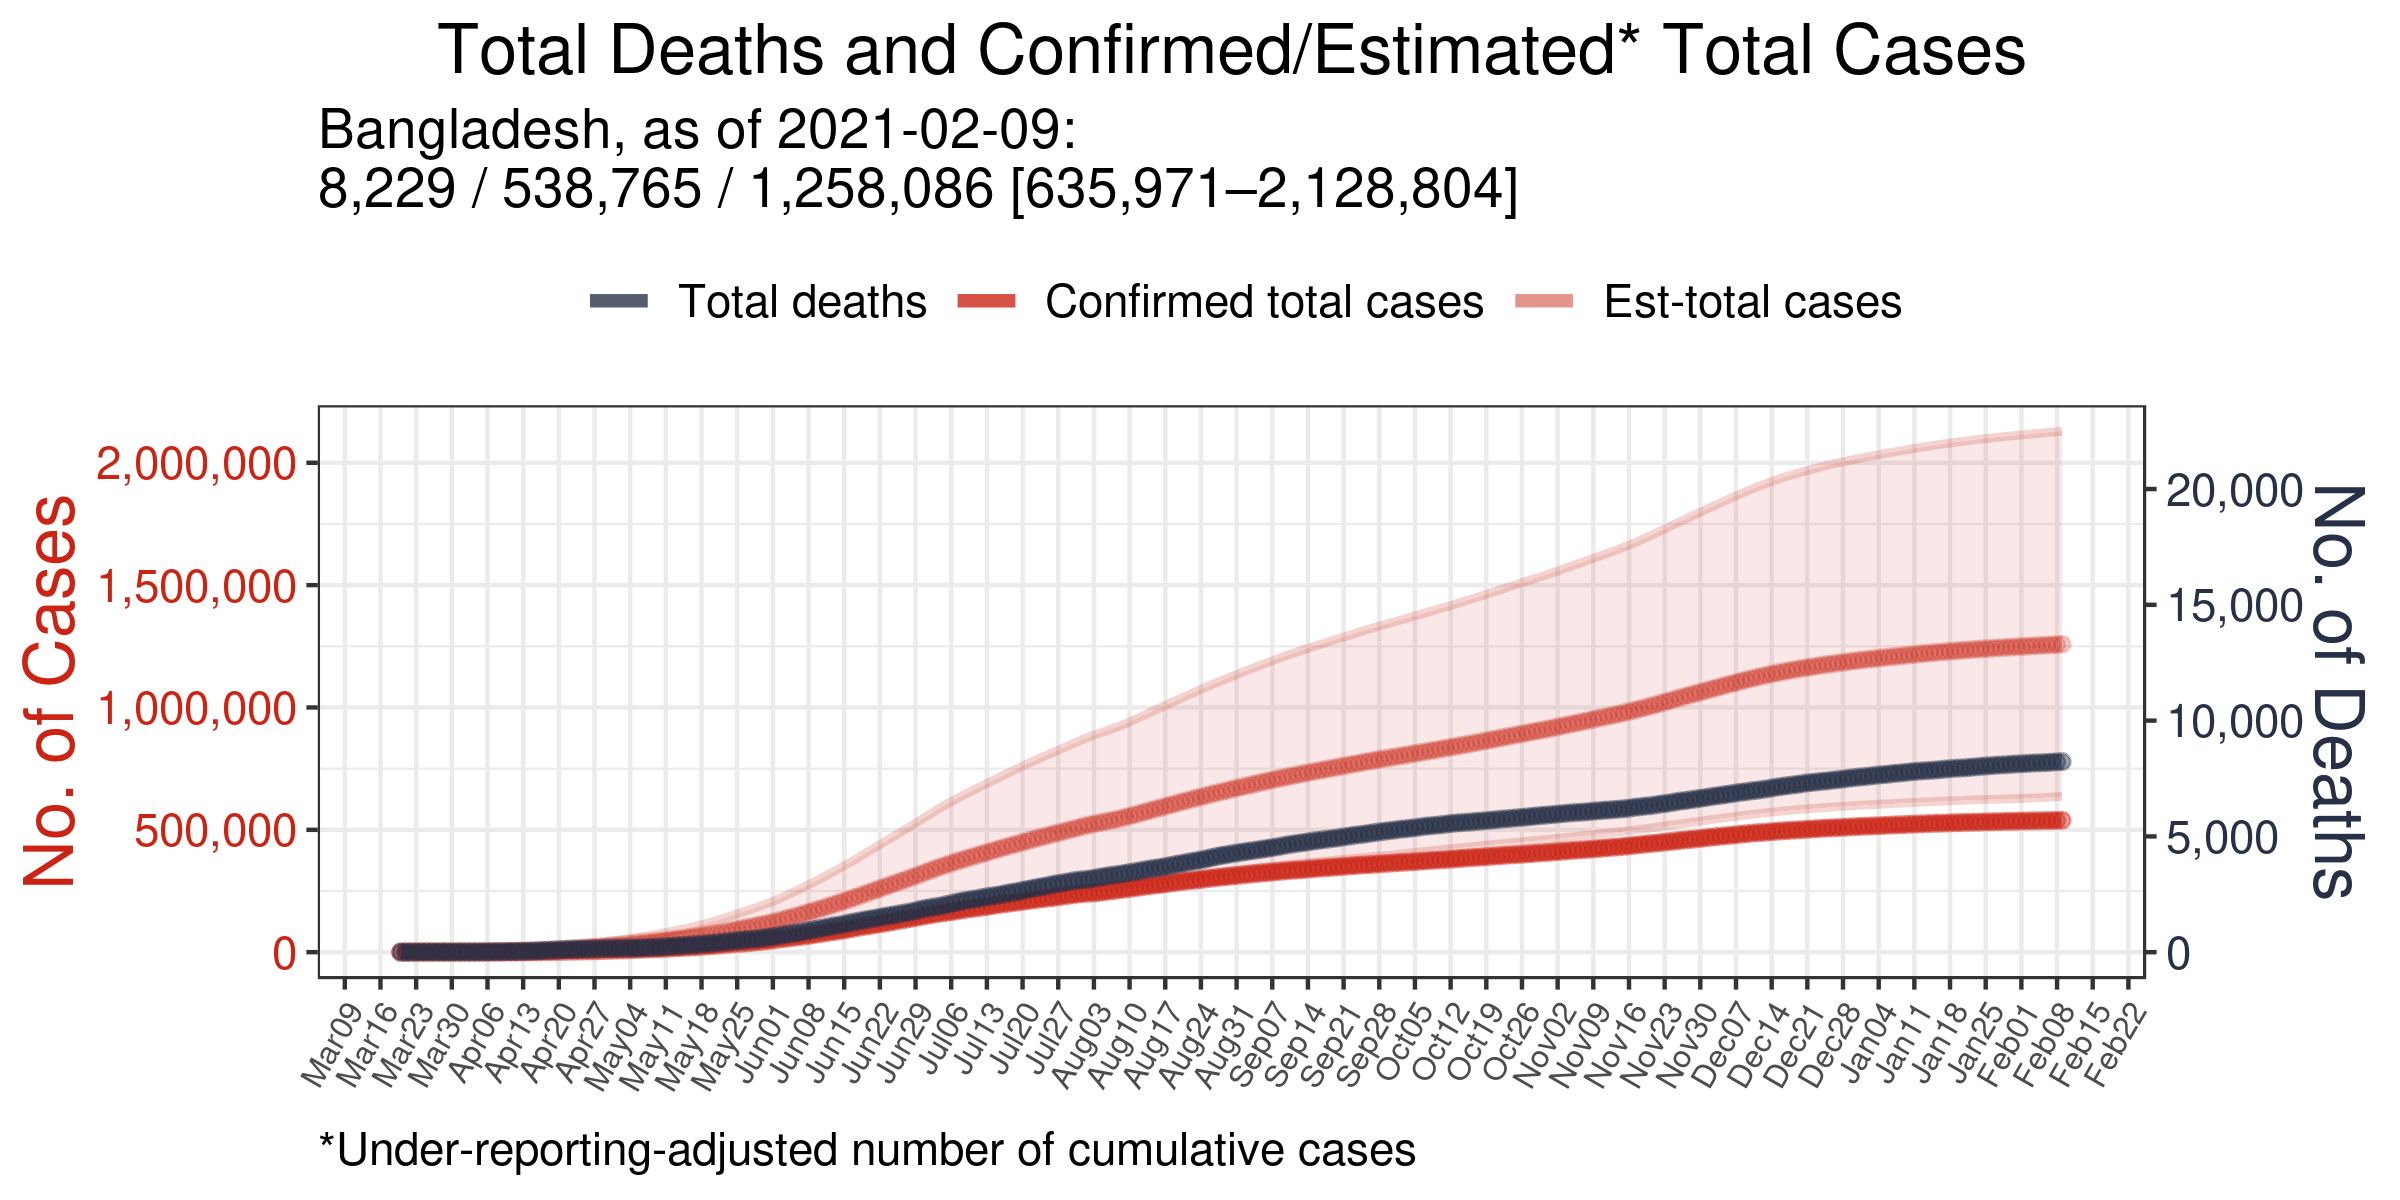 Total Deaths and Confirmed/Estimated* Total Cases
Bangladesh, as of 2021-02-09:
8,229 / 538,765 / 1,258,086 [635,971–2,128,804]
Total deaths
Confirmed total cases
Est-total cases
No. of Cases
2,000,000
1,500,000
1,000,000
500,000
0
20,000
15,000
10,000
5,000
0
No. of Deaths
Mar09
Mar16
Mar23
Mar30
Apr06
Apr13
Apr20
Apr27
May04
May11
May18
May25
Jun01
Jun08
Jun15
Jun22
Jun29
Jul06
Jul13
Jul20
Jul27
Aug03
Aug10
Aug17
Aug24
Aug31
Sep07
Sep14
Sep21
Sep28
Oct05
Oct12
Oct19
Oct26
Nov02
Nov09
Nov16
Nov23
Nov30
Dec07
Dec14
Dec21
Dec28
Jan04
Jan11
Jan18
Jan25
Feb01
Feb08
Feb15
Feb22
*Under-reporting-adjusted number of cumulative cases